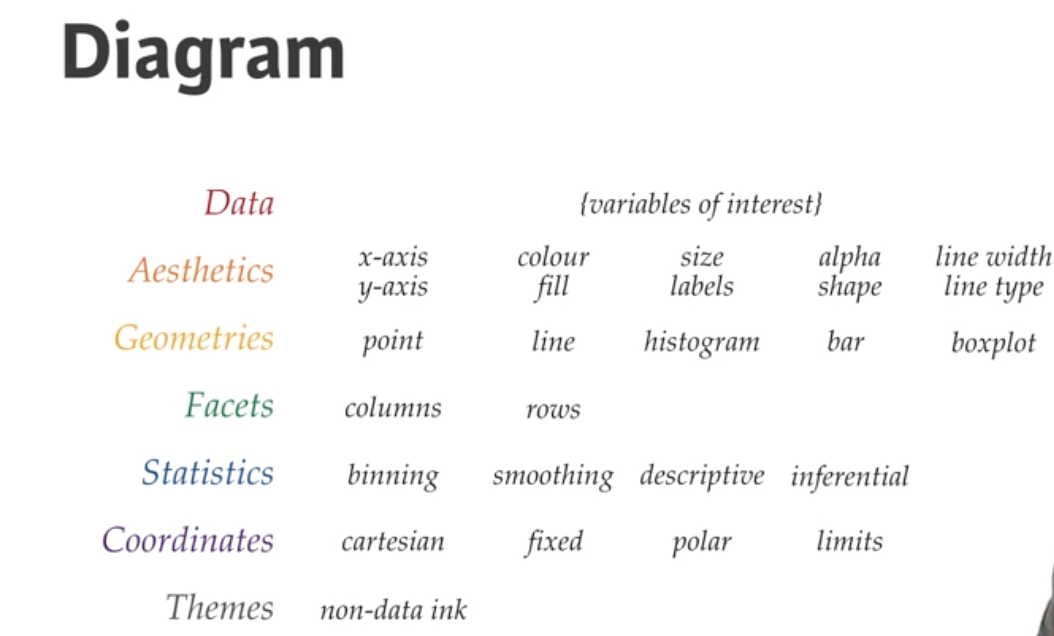 Diagram
Data {variables of interest}
Aesthetics x-axis colour size alpha line width
y-axis fill labels shape line type
Geometries point line histogram bar boxplot
Facets columns rows
Statistics binning smoothing descriptive inferential
Coordinates cartesian fixed polar limits
Themes non-data ink